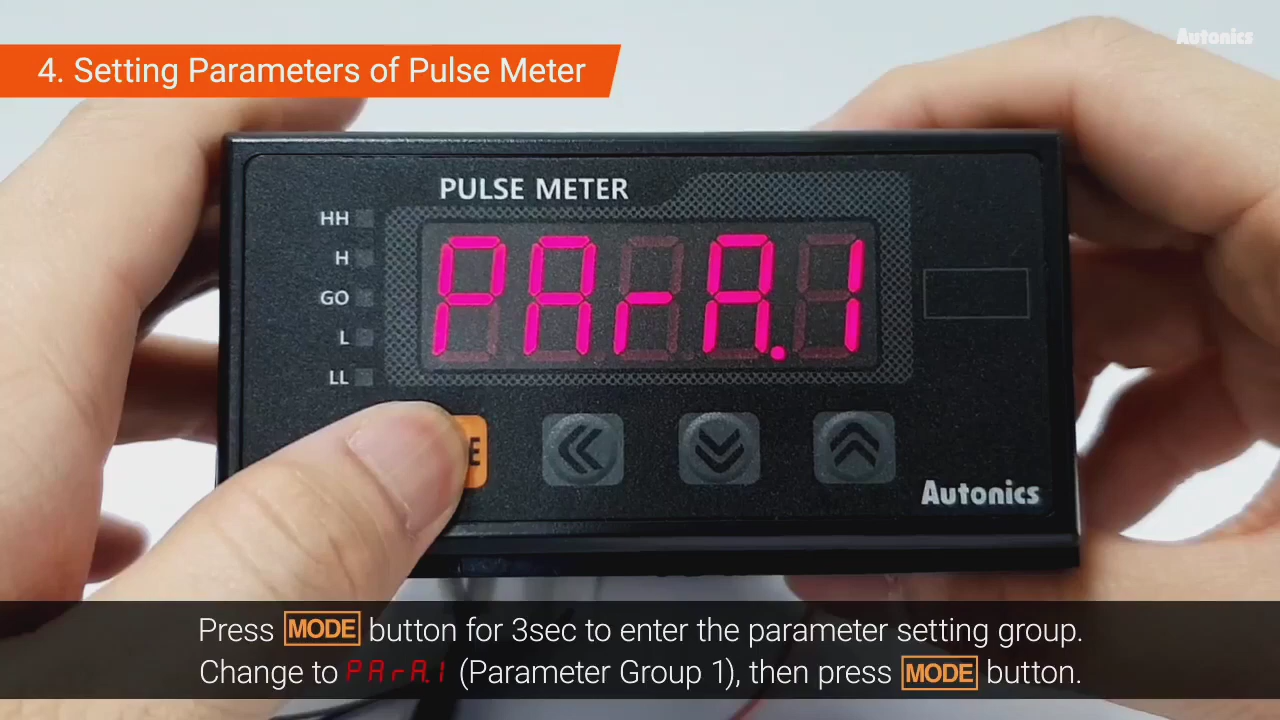 Autonics
4. Setting Parameters of Pulse Meter
PULSE METER
HH
H
GO
L
LL
PArA.1
E
Autonics
Press MODE button for 3sec to enter the parameter setting group.
Change to PArA.1 (Parameter Group 1), then press MODE button.